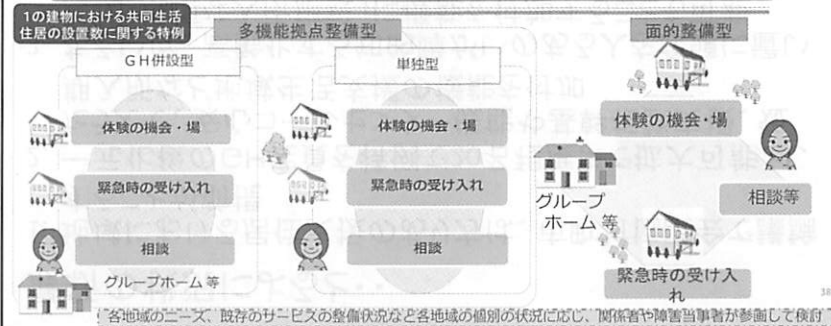 1の建物における共同生活
住居の設置数に関する特例
多機能拠点整備型
面的整備型
GH併設型
単独型
体験の機会・場
緊急時の受け入れ
相談
グループホーム 等
体験の機会・場
緊急時の受け入れ
相談
体験の機会・場
グループ
ホーム 等
相談等
緊急時の受け入
れ
38
各地域のニーズ、既存のサービスの整備状況など各地域の個別の状況に応じ、関係者や障害当事者が参画して検討